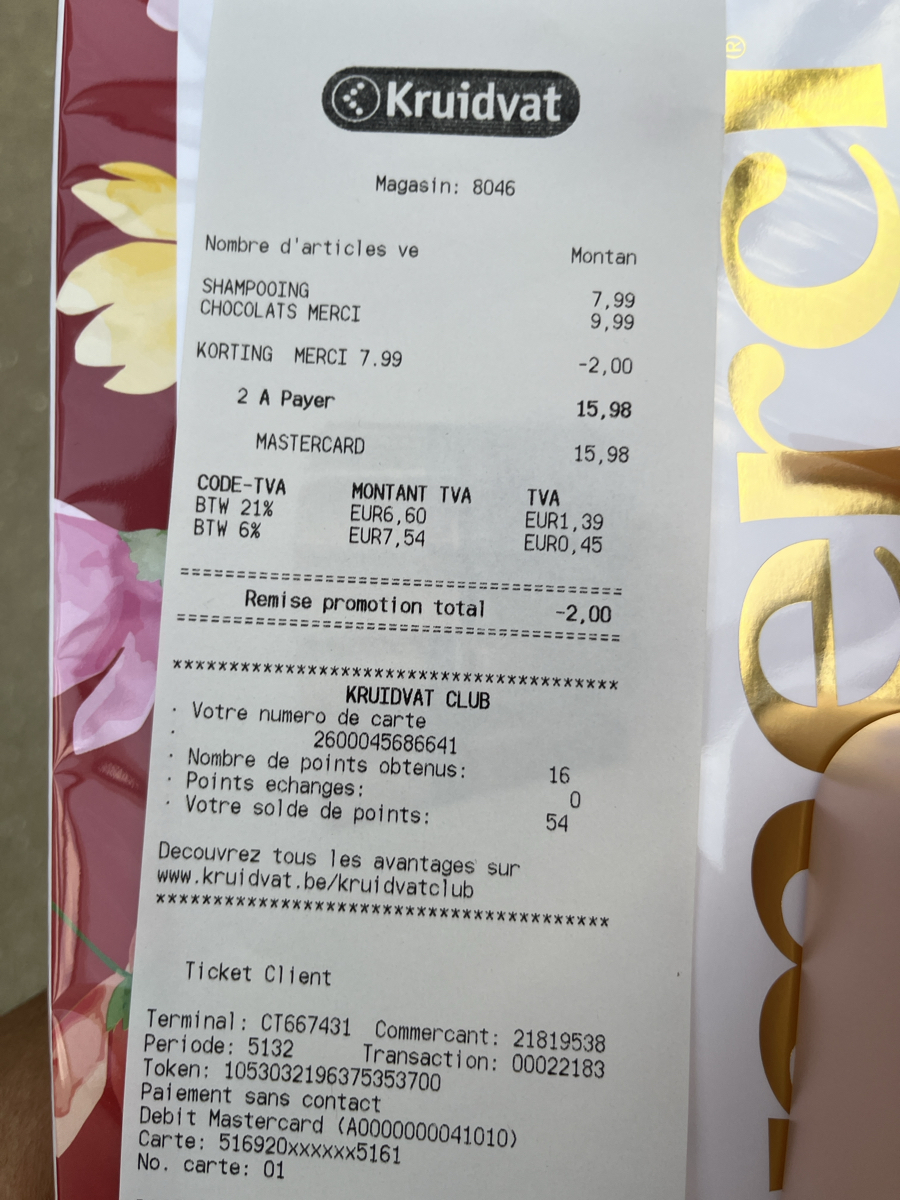 Kruidvat
Magasin: 8046
Nombre d'articles ve Montan
SHAMPOOING 7,99
CHOCOLATS MERCI 9,99
KORTING MERCI 7.99 -2,00
2 A Payer 15,98
MASTERCARD 15,98
CODE-TVA MONTANT TVA TVA
BTW 21% EUR6,60 EUR1,39
BTW 6% EUR7,54 EUR0,45
========================================
Remise promotion total -2,00
========================================
****************************************
KRUIDVAT CLUB
· Votre numero de carte
· 2600045686641
· Nombre de points obtenus: 16
· Points echanges: 0
· Votre solde de points: 54
Decouvrez tous les avantages sur
www.kruidvat.be/kruidvatclub
****************************************
Ticket Client
Terminal: CT667431 Commercant: 21819538
Periode: 5132 Transaction: 00022183
Token: 1053032196375353700
Paiement sans contact
Debit Mastercard (A0000000041010)
Carte: 516920xxxxxx5161
No. carte: 01
merci®